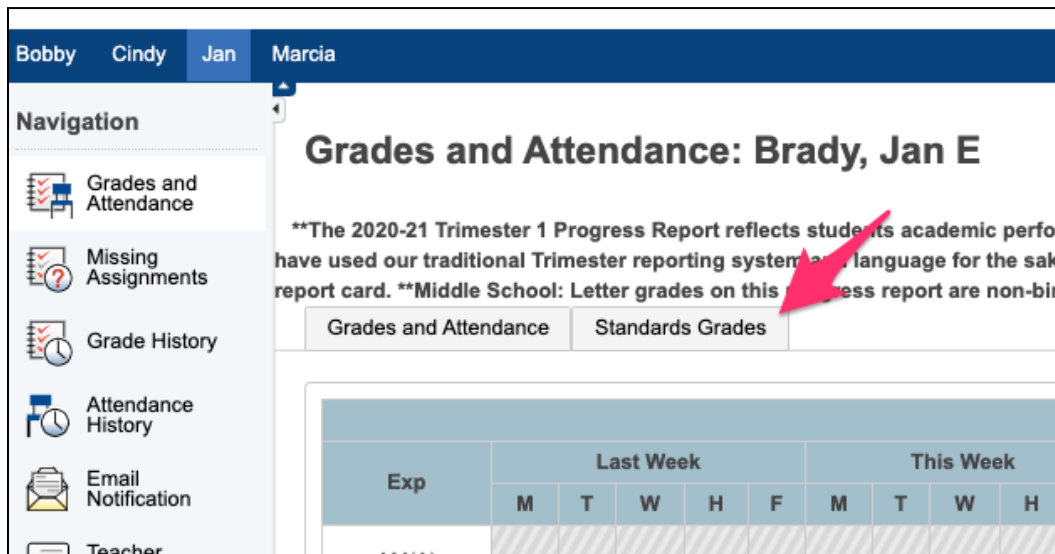 Bobby Cindy Jan Marcia
Navigation
Grades and
Attendance
Missing
Assignments
Grade History
Attendance
History
Email
Notification
Teacher
Grades and Attendance: Brady, Jan E
**The 2020-21 Trimester 1 Progress Report reflects students academic perfo
have used our traditional Trimester reporting system and language for the sak
report card. **Middle School: Letter grades on this progress report are non-bin
Grades and Attendance Standards Grades
Last Week This Week
Exp
M T W H F M T W H